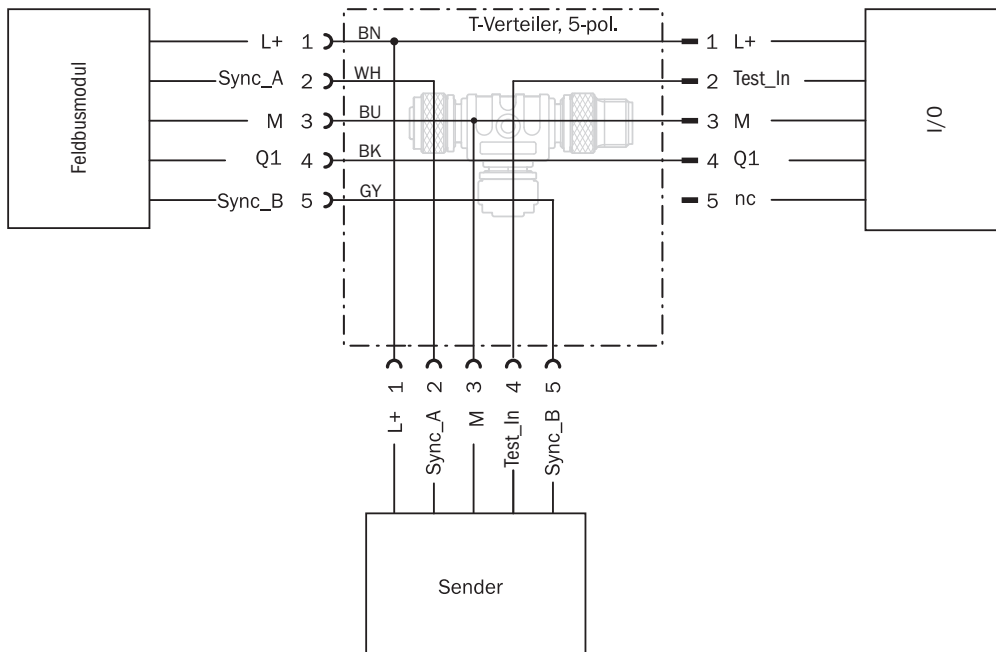 T-Verteiler, 5-pol.
Feldbusmodul
L+ 1 BN
Sync_A 2 WH
M 3 BU
Q1 4 BK
Sync_B 5 GY
1 L+
2 Test_In
3 M
4 Q1
5 nc
I/O
1 2 3 4 5
L+ Sync_A M Test_In Sync_B
Sender